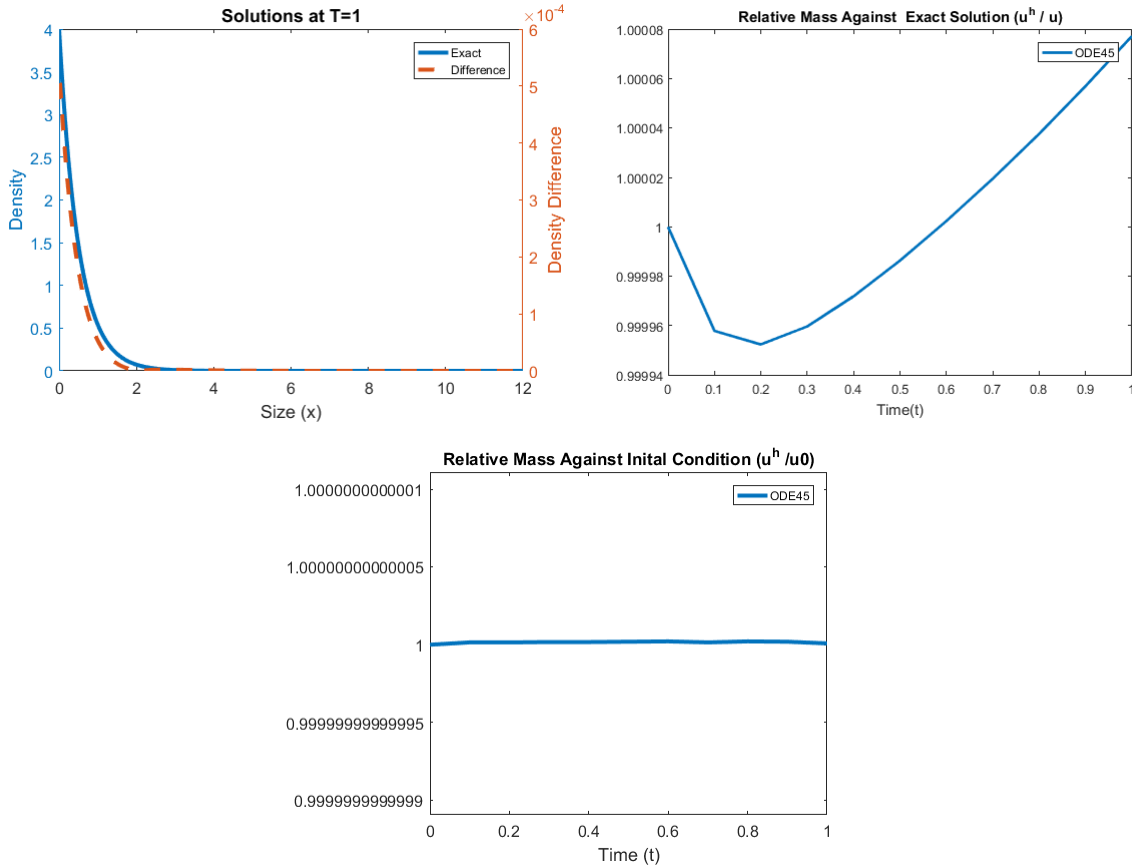 Solutions at T=1
×10⁻⁴
4
3.5
3
2.5
2
1.5
1
0.5
0
6
5
4
3
2
1
0
Exact
Difference
Density
Density Difference
0 2 4 6 8 10 12
Size (x)
Relative Mass Against Exact Solution (uʰ / u)
1.00008
1.00006
1.00004
1.00002
1
0.99998
0.99996
0.99994
ODE45
0 0.1 0.2 0.3 0.4 0.5 0.6 0.7 0.8 0.9 1
Time(t)
Relative Mass Against Inital Condition (uʰ /u0)
1.0000000000001
1.00000000000005
1
0.99999999999995
0.9999999999999
ODE45
0 0.2 0.4 0.6 0.8 1
Time (t)